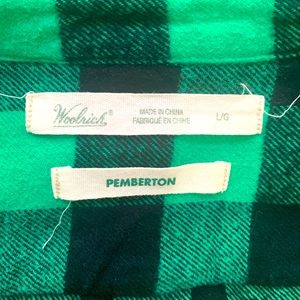 Woolrich®
MADE IN CHINA
FABRIQUÉ EN CHINE
L/G
PEMBERTON